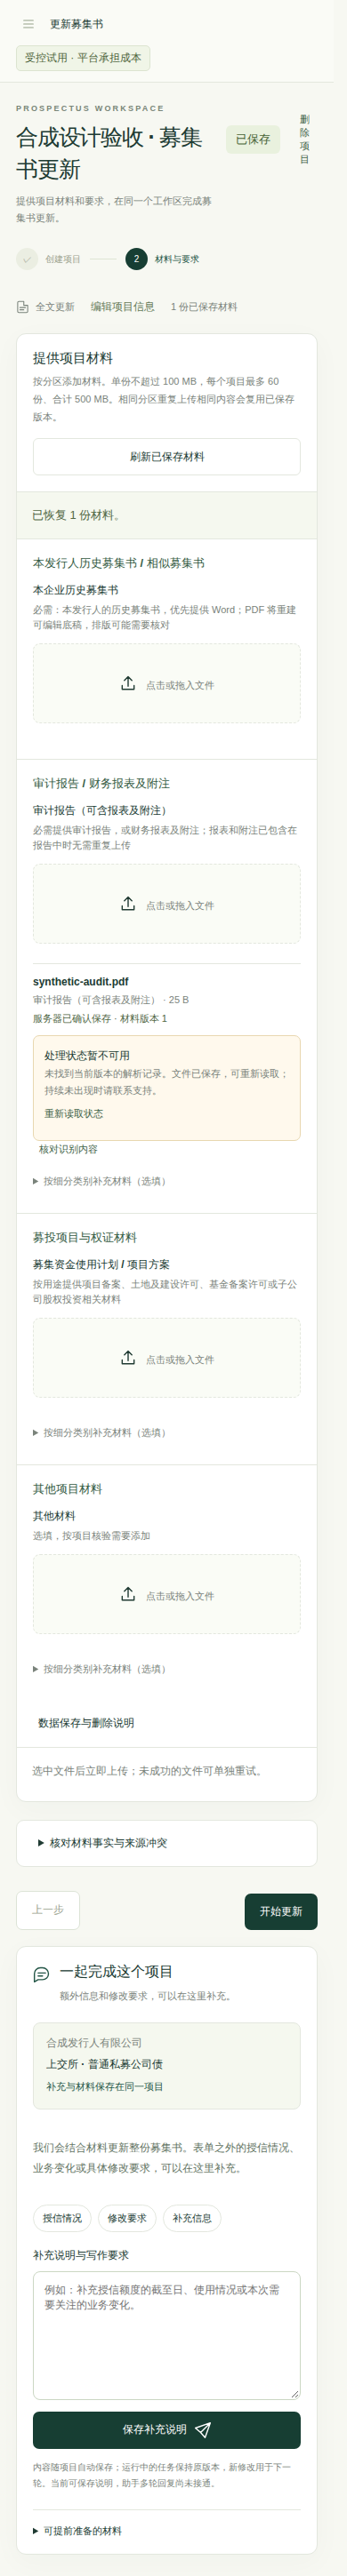 更新募集书
受控试用 · 平台承担成本
PROSPECTUS WORKSPACE
合成设计验收 · 募集
书更新
已保存
删
除
项
目
提供项目材料和要求，在同一个工作区完成募
集书更新。
创建项目
2
材料与要求
全文更新
编辑项目信息
1 份已保存材料
提供项目材料
按分区添加材料。单份不超过 100 MB，每个项目最多 60
份、合计 500 MB。相同分区重复上传相同内容会复用已保存
版本。
刷新已保存材料
已恢复 1 份材料。
本发行人历史募集书 / 相似募集书
本企业历史募集书
必需：本发行人的历史募集书，优先提供 Word；PDF 将重建
可编辑底稿，排版可能需要核对
点击或拖入文件
审计报告 / 财务报表及附注
审计报告（可含报表及附注）
必需提供审计报告，或财务报表及附注；报表和附注已包含在
报告中时无需重复上传
点击或拖入文件
synthetic-audit.pdf
审计报告（可含报表及附注） · 25 B
服务器已确认保存 · 材料版本 1
处理状态暂不可用
未找到当前版本的解析记录。文件已保存，可重新读取；
持续未出现时请联系支持。
重新读取状态
核对识别内容
按细分类别补充材料（选填）
募投项目与权证材料
募集资金使用计划 / 项目方案
按用途提供项目备案、土地及建设许可、基金备案许可或子公
司股权投资相关材料
点击或拖入文件
按细分类别补充材料（选填）
其他项目材料
其他材料
选填，按项目核验需要添加
点击或拖入文件
按细分类别补充材料（选填）
数据保存与删除说明
选中文件后立即上传；未成功的文件可单独重试。
核对材料事实与来源冲突
上一步
开始更新
一起完成这个项目
额外信息和修改要求，可以在这里补充。
合成发行人有限公司
上交所 · 普通私募公司债
补充与材料保存在同一项目
我们会结合材料更新整份募集书。表单之外的授信情况、
业务变化或具体修改要求，可以在这里补充。
授信情况
修改要求
补充信息
补充说明与写作要求
例如：补充授信额度的截至日、使用情况或本次需
要关注的业务变化。
保存补充说明
内容随项目自动保存；运行中的任务保持原版本，新修改用于下一
轮。当前可保存说明，助手多轮回复尚未接通。
可提前准备的材料